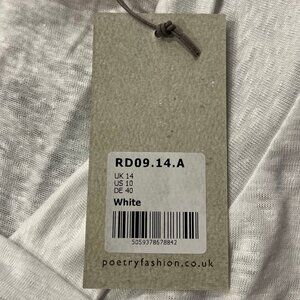 RD09.14.A
UK 14
US 10
DE 40
White
5059378678842
poetryfashion.co.uk